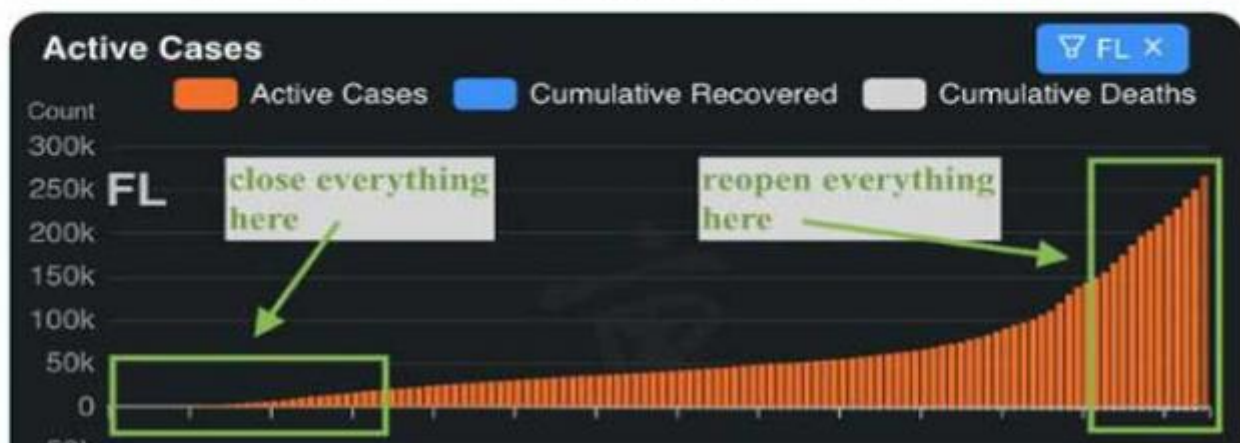 Active Cases
FL ×
Active Cases Cumulative Recovered Cumulative Deaths
Count
300k
250k
200k
150k
100k
50k
0
FL
close everything
here
reopen everything
here